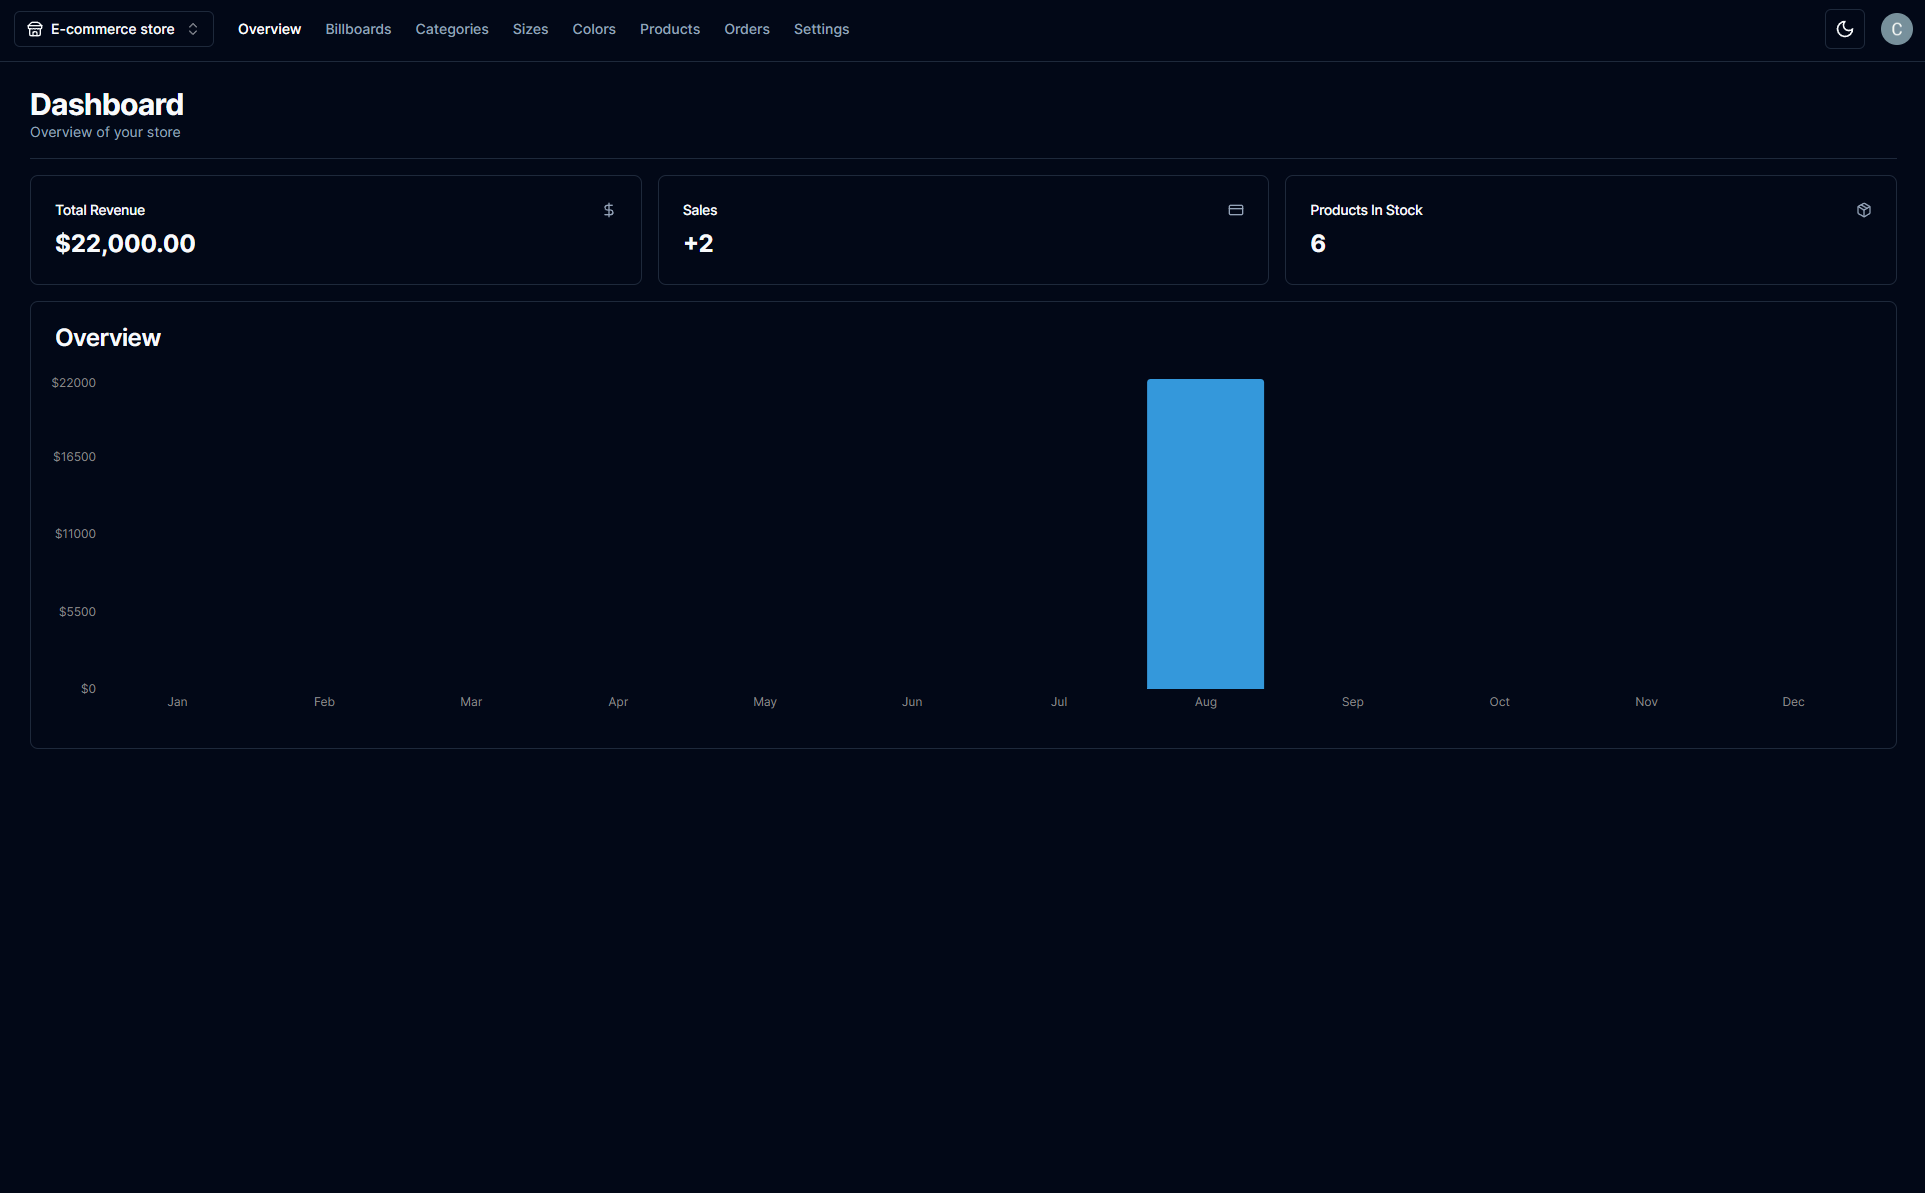 E-commerce store Overview Billboards Categories Sizes Colors Products Orders Settings C
Dashboard
Overview of your store
Total Revenue
$22,000.00
Sales
+2
Products In Stock
6
Overview
$22000
$16500
$11000
$5500
$0
Jan Feb Mar Apr May Jun Jul Aug Sep Oct Nov Dec